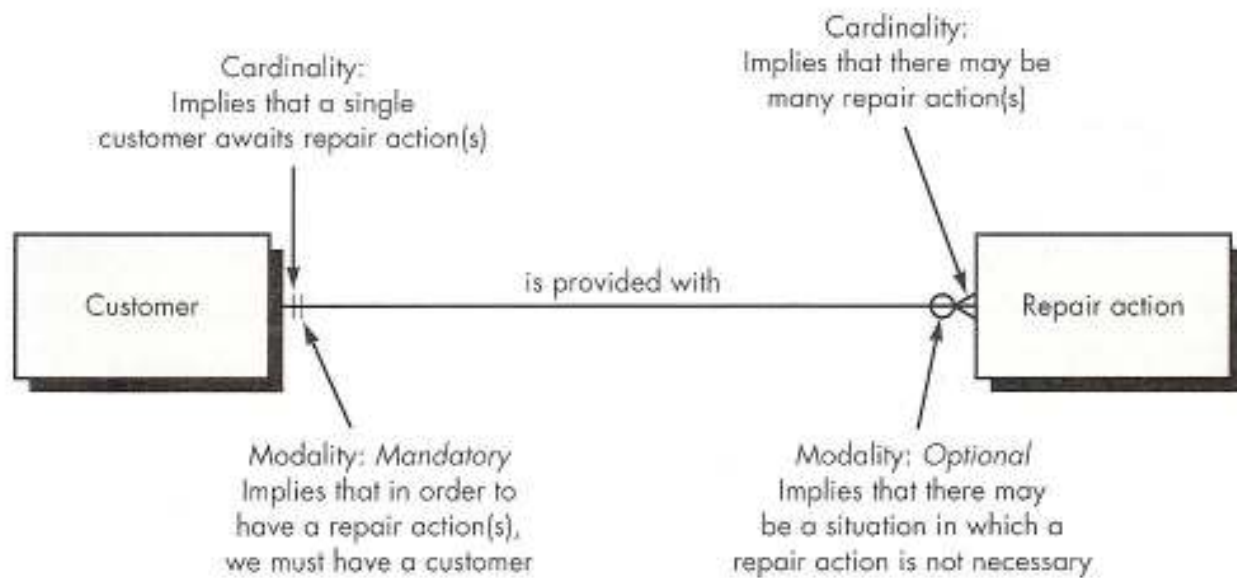 Cardinality:
Implies that a single
customer awaits repair action(s)
Cardinality:
Implies that there may be
many repair action(s)
Customer
is provided with
Repair action
Modality: Mandatory
Implies that in order to
have a repair action(s),
we must have a customer
Modality: Optional
Implies that there may
be a situation in which a
repair action is not necessary